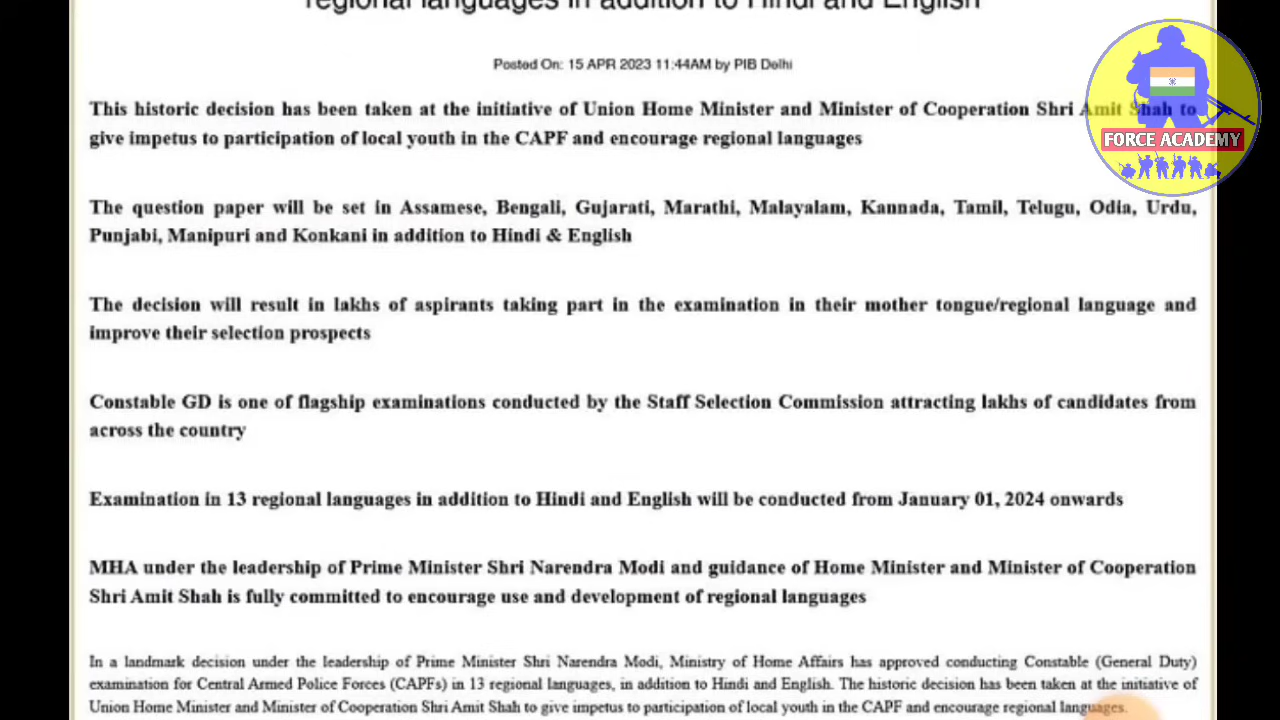 regional languages in addition to Hindi and English
Posted On: 15 APR 2023 11:44AM by PIB Delhi
This historic decision has been taken at the initiative of Union Home Minister and Minister of Cooperation Shri Amit Shah to
give impetus to participation of local youth in the CAPF and encourage regional languages
FORCE ACADEMY
The question paper will be set in Assamese, Bengali, Gujarati, Marathi, Malayalam, Kannada, Tamil, Telugu, Odia, Urdu,
Punjabi, Manipuri and Konkani in addition to Hindi & English
The decision will result in lakhs of aspirants taking part in the examination in their mother tongue/regional language and
improve their selection prospects
Constable GD is one of flagship examinations conducted by the Staff Selection Commission attracting lakhs of candidates from
across the country
Examination in 13 regional languages in addition to Hindi and English will be conducted from January 01, 2024 onwards
MHA under the leadership of Prime Minister Shri Narendra Modi and guidance of Home Minister and Minister of Cooperation
Shri Amit Shah is fully committed to encourage use and development of regional languages
In a landmark decision under the leadership of Prime Minister Shri Narendra Modi, Ministry of Home Affairs has approved conducting Constable (General Duty)
examination for Central Armed Police Forces (CAPFs) in 13 regional languages, in addition to Hindi and English. The historic decision has been taken at the initiative of
Union Home Minister and Minister of Cooperation Shri Amit Shah to give impetus to participation of local youth in the CAPF and encourage regional languages.